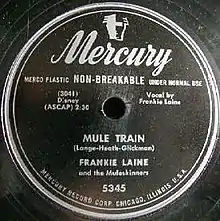 Mercury
MERCO PLASTIC NON-BREAKABLE UNDER NORMAL USE
(3041)
Disney
(ASCAP) 2:30
Vocal by
Frankie Laine
MULE TRAIN
(Lange-Heath-Glickman)
FRANKIE LAINE
and the Muleskinners
5345
MERCURY RECORD CORP. CHICAGO, ILLINOIS U.S.A.